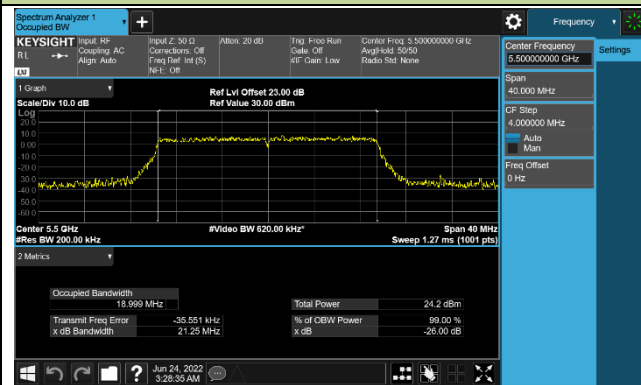 Spectrum Analyzer 1
Occupied BW
Frequency
KEYSIGHT
Input: RF
Input Z: 50 Ω
Atten: 20 dB
Trig: Free Run
Center Freq: 5.500000000 GHz
RL
Coupling: AC
Corrections: Off
Gate: Off
Avg|Hold: 50/50
Align: Auto
Freq Ref: Int (S)
#IF Gain: Low
Radio Std: None
LXI
NFE: Off
Center Frequency
5.500000000 GHz
Settings
Span
40.000 MHz
CF Step
4.000000 MHz
Auto
Man
Freq Offset
0 Hz
1 Graph
Ref Lvl Offset 23.00 dB
Scale/Div 10.0 dB
Ref Value 30.00 dBm
Log
20.0
10.0
0.00
-10.0
-20.0
-30.0
-40.0
-50.0
-60.0
Center 5.5 GHz
#Video BW 620.00 kHz*
Span 40 MHz
#Res BW 200.00 kHz
Sweep 1.27 ms (1001 pts)
2 Metrics
Occupied Bandwidth
18.999 MHz
Total Power
24.2 dBm
Transmit Freq Error
-35.551 kHz
% of OBW Power
99.00 %
x dB Bandwidth
21.25 MHz
x dB
-26.00 dB
Jun 24, 2022
3:28:35 AM